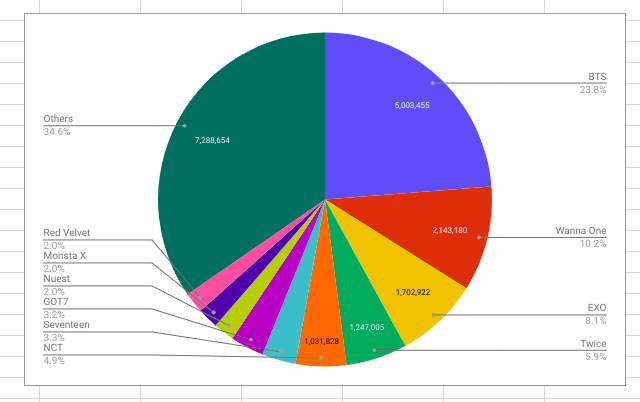 BTS
23.8%
5,003,455
Others
34.6%
7,288,654
Wanna One
10.2%
2,143,180
Red Velvet
2.0%
Monsta X
2.0%
Nuest
2.0%
GOT7
3.2%
Seventeen
3.3%
NCT
4.9%
1,702,922
EXO
8.1%
1,247,005
1,031,828
Twice
5.9%